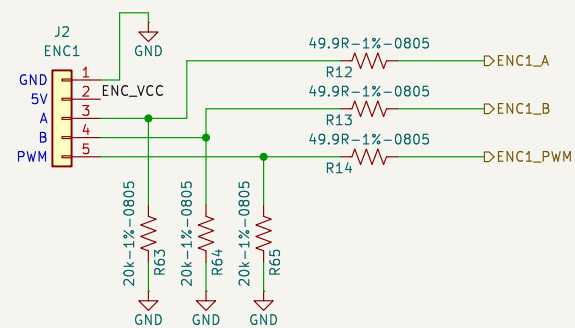 J2
ENC1
GND
49.9R-1%-0805
R12
ENC1_A
GND 1
5V 2 ENC_VCC
49.9R-1%-0805
R13
ENC1_B
A 3
B 4
49.9R-1%-0805
R14
ENC1_PWM
PWM 5
20k-1%-0805
R63
20k-1%-0805
R64
20k-1%-0805
R65
GND
GND
GND